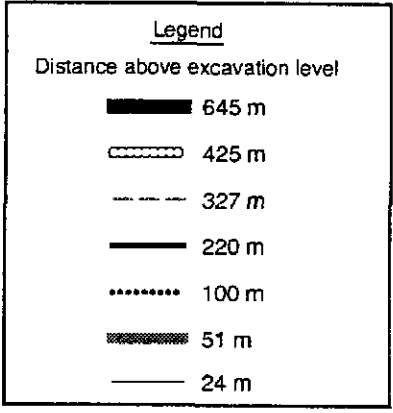 Legend
Distance above excavation level
645 m
425 m
327 m
220 m
100 m
51 m
24 m